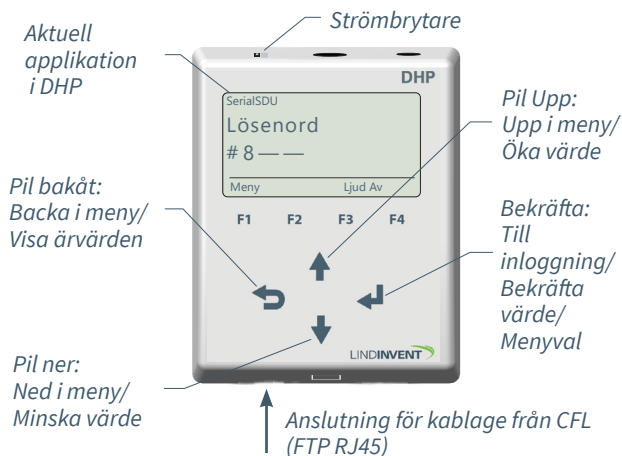 Strömbrytare
Aktuell
applikation
i DHP
DHP
SerialSDU
Lösenord
# 8 — —
Meny Ljud Av
F1 F2 F3 F4
Pil Upp:
Upp i meny/
Öka värde
Pil bakåt:
Backa i meny/
Visa ärvärden
Bekräfta:
Till
inloggning/
Bekräfta
värde/
Menyval
LINDINVENT
Pil ner:
Ned i meny/
Minska värde
Anslutning för kablage från CFL
(FTP RJ45)